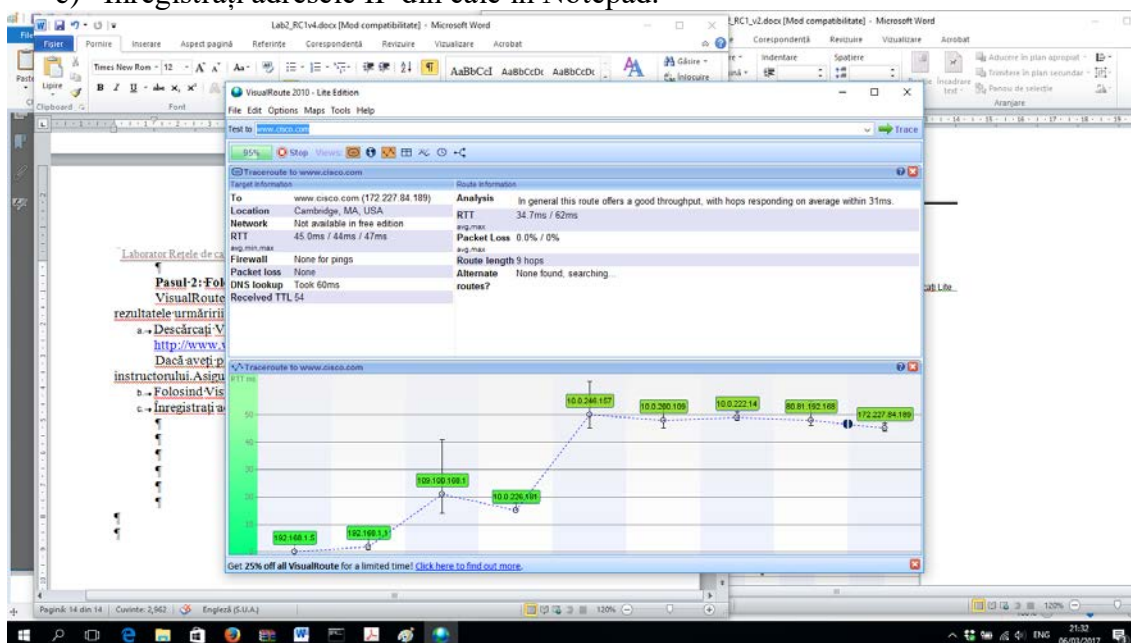 c) Înregistrați adresele IP din cale în Notepad.
Lab2_RC1v4.docx [Mod compatibilitate] - Microsoft Word
_RC1_v2.docx [Mod compatibilitate] - Microsoft Word
Fișier Pornire Inserare Aspect pagină Referințe Corespondență Revizuire Vizualizare Acrobat
Corespondență Revizuire Vizualizare Acrobat
Lipire
Times New Rom 12
AaBbCcI AaBbCcDc AaBbCcDc
Găsire
Înlocuire
Indentare Spațiere
Aducere în plan apropiat
Trimitere în plan secundar
Panou de selecție
Încadrare text
Aranjare
Clipboard Font
VisualRoute 2010 - Lite Edition
File Edit Options Maps Tools Help
Test to www.cisco.com Trace
95% Stop Views:
Traceroute to www.cisco.com
Target Information
To www.cisco.com (172.227.84.189)
Location Cambridge, MA, USA
Network Not available in free edition
RTT 45.0ms / 44ms / 47ms
avg,min,max
Firewall None for pings
Packet loss None
DNS lookup Took 60ms
Received TTL 54
Route Information
Analysis In general this route offers a good throughput, with hops responding on average within 31ms.
RTT 34.7ms / 62ms
avg,max
Packet Loss 0.0% / 0%
avg,max
Route length 9 hops
Alternate routes? None found, searching...
Laborator Rețele de ca
Pasul 2: Fol
VisualRoute
rezultatele urmăririi
a. Descărcați V
http://www.v
Dacă aveți p
instructorului. Asigu
b. Folosind Vis
c. Înregistrați a
cați Lite
Traceroute to www.cisco.com
RTT ms
50
40
30
20
10
0
192.168.1.5
192.168.1.1
109.100.168.1
10.0.226.181
10.0.246.157
10.0.200.109
10.0.222.14
80.81.192.168
172.227.84.189
Get 25% off all VisualRoute for a limited time! Click here to find out more.
Pagină: 14 din 14 Cuvinte: 2,962 Engleză (S.U.A.) 120%
120%
ENG 21:32
06/03/2017